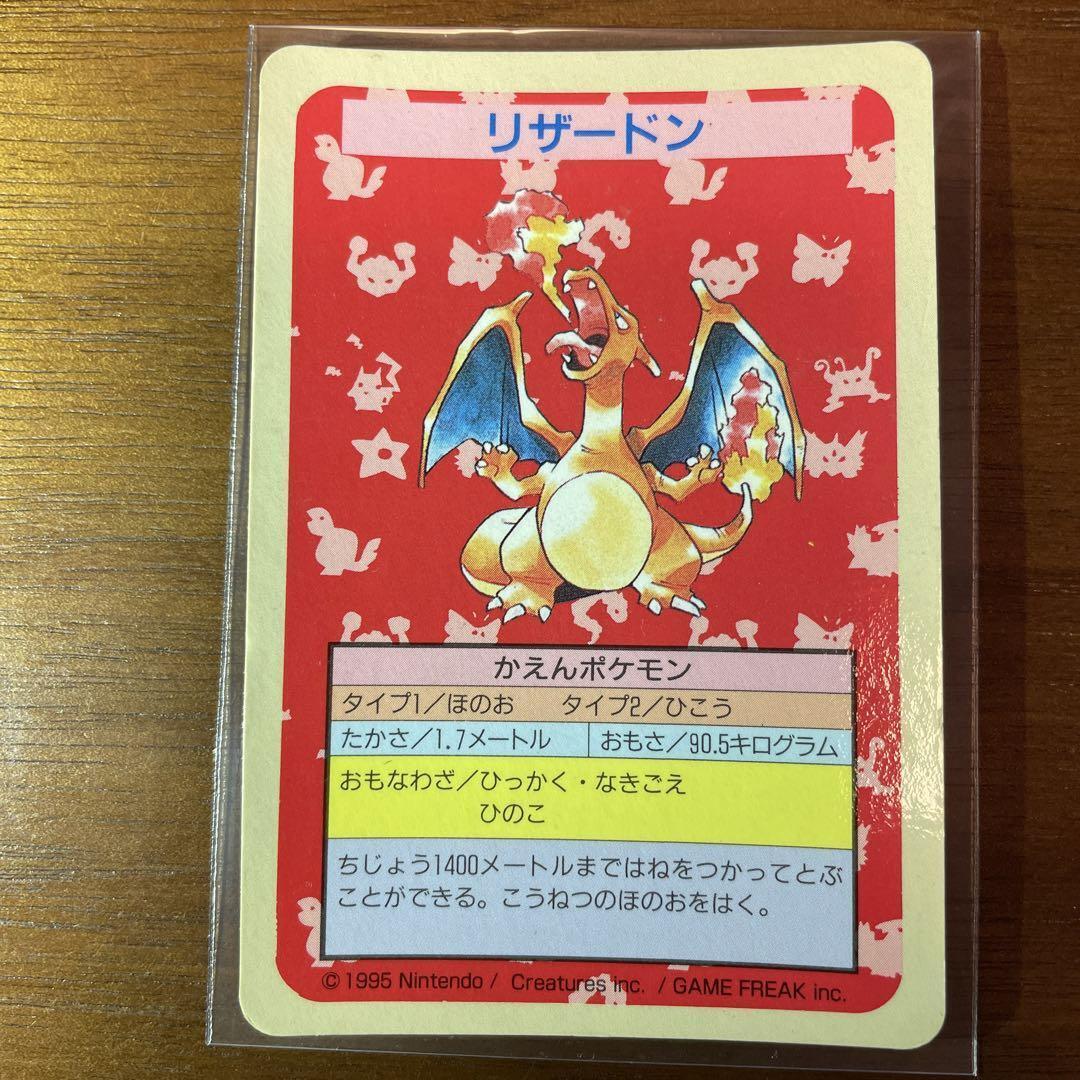 リザードン
かえんポケモン
タイプ1／ほのお　タイプ2／ひこう
たかさ／1.7メートル　おもさ／90.5キログラム
おもなわざ／ひっかく・なきごえ
ひのこ
ちじょう1400メートルまではねをつかってとぶ
ことができる。こうねつのほのおをはく。
©1995 Nintendo / Creatures inc. / GAME FREAK inc.